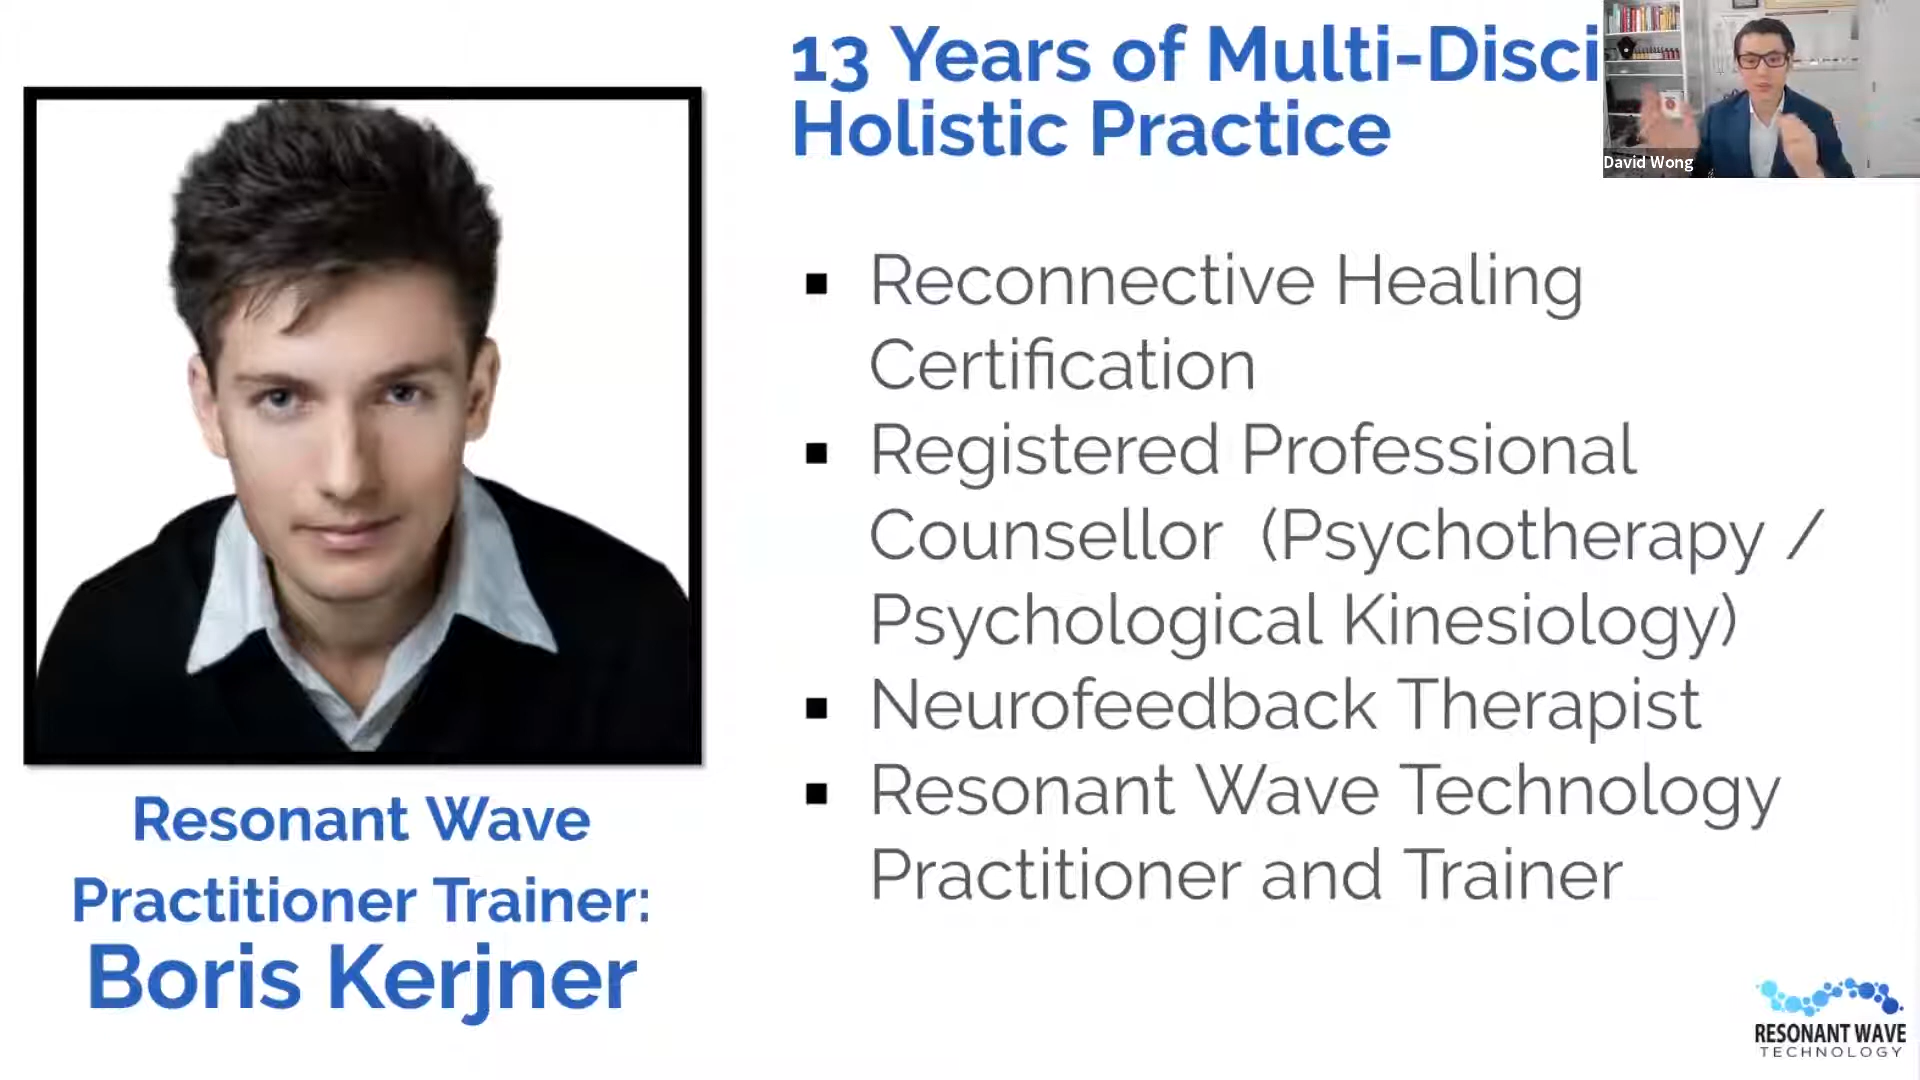 13 Years of Multi-Disci
Holistic Practice
David Wong
Reconnective Healing
Certification
Registered Professional
Counsellor (Psychotherapy /
Psychological Kinesiology)
Neurofeedback Therapist
Resonant Wave Technology
Practitioner and Trainer
Resonant Wave
Practitioner Trainer:
Boris Kerjner
RESONANT WAVE
TECHNOLOGY